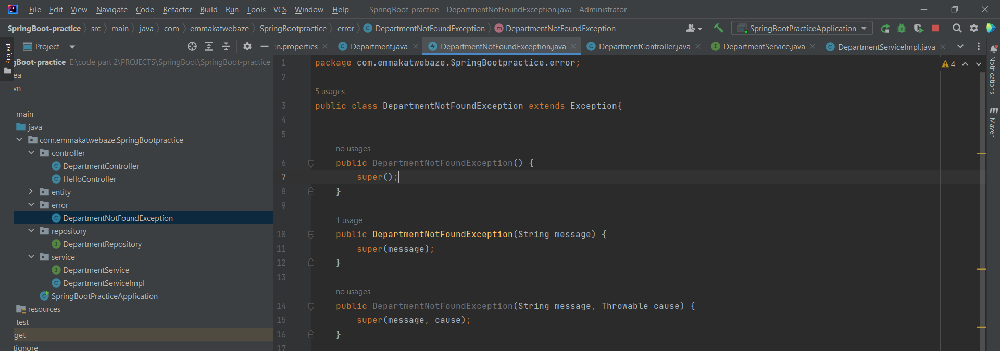 File Edit View Navigate Code Refactor Build Run Tools VCS Window Help SpringBoot-practice - DepartmentNotFoundException.java - Administrator
SpringBoot-practice src main java com emmakatwebaze SpringBootpractice error DepartmentNotFoundException DepartmentNotFoundException SpringBootPracticeApplication
Project
Project
n.properties Department.java DepartmentNotFoundException.java DepartmentController.java DepartmentService.java DepartmentServiceImpl.java
gBoot-practice E:\code part 2\PROJECTS\SpringBoot\SpringBoot-practice
ea
vn
main
java
com.emmakatwebaze.SpringBootpractice
controller
DepartmentController
HelloController
entity
error
DepartmentNotFoundException
repository
DepartmentRepository
service
DepartmentService
DepartmentServiceImpl
SpringBootPracticeApplication
resources
test
get
tignore
1 package com.emmakatwebaze.SpringBootpractice.error;
2
5 usages
3 public class DepartmentNotFoundException extends Exception{
4
5
no usages
6 public DepartmentNotFoundException() {
7 super();
8 }
9
1 usage
10 public DepartmentNotFoundException(String message) {
11 super(message);
12 }
13
no usages
14 public DepartmentNotFoundException(String message, Throwable cause) {
15 super(message, cause);
16 }
17
4
Notifications
m
Maven